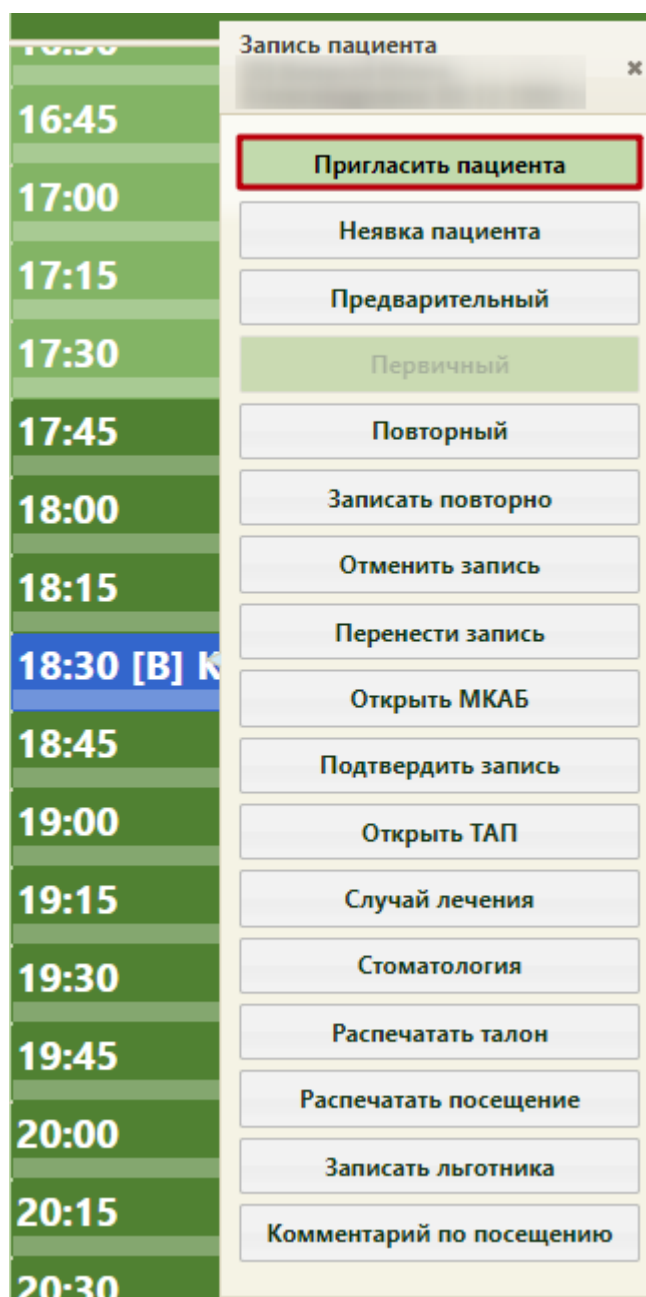 16:30
16:45
17:00
17:15
17:30
17:45
18:00
18:15
18:30 [В] К
18:45
19:00
19:15
19:30
19:45
20:00
20:15
20:30
Запись пациента
Пригласить пациента
Неявка пациента
Предварительный
Первичный
Повторный
Записать повторно
Отменить запись
Перенести запись
Открыть МКАБ
Подтвердить запись
Открыть ТАП
Случай лечения
Стоматология
Распечатать талон
Распечатать посещение
Записать льготника
Комментарий по посещению